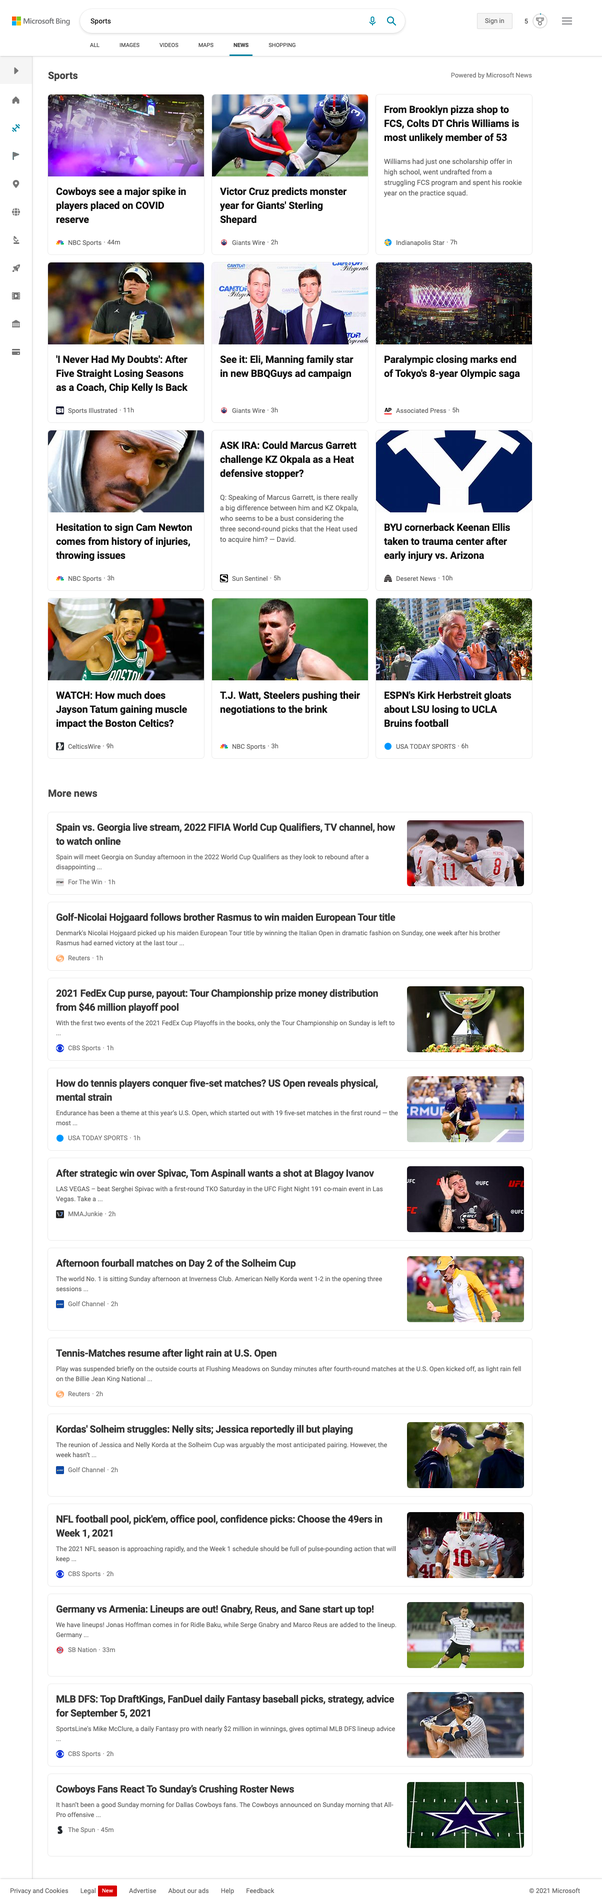 Microsoft Bing
Sports
Sign in
5
ALL
IMAGES
VIDEOS
MAPS
NEWS
SHOPPING
Sports
Powered by Microsoft News
Cowboys see a major spike in
players placed on COVID
reserve
NBC Sports · 44m
Victor Cruz predicts monster
year for Giants' Sterling
Shepard
Giants Wire · 2h
From Brooklyn pizza shop to
FCS, Colts DT Chris Williams is
most unlikely member of 53
Williams had just one scholarship offer in
high school, went undrafted from a
struggling FCS program and spent his rookie
year on the practice squad.
Indianapolis Star · 7h
'I Never Had My Doubts': After
Five Straight Losing Seasons
as a Coach, Chip Kelly Is Back
Sports Illustrated · 11h
See it: Eli, Manning family star
in new BBQGuys ad campaign
Giants Wire · 3h
Paralympic closing marks end
of Tokyo's 8-year Olympic saga
AP
Associated Press · 5h
Hesitation to sign Cam Newton
comes from history of injuries,
throwing issues
NBC Sports · 3h
ASK IRA: Could Marcus Garrett
challenge KZ Okpala as a Heat
defensive stopper?
Q: Speaking of Marcus Garrett, is there really
a big difference between him and KZ Okpala,
who seems to be a bust considering the
three second-round picks that the Heat used
to acquire him? — David.
Sun Sentinel · 5h
BYU cornerback Keenan Ellis
taken to trauma center after
early injury vs. Arizona
Deseret News · 10h
BOSTON
WATCH: How much does
Jayson Tatum gaining muscle
impact the Boston Celtics?
CelticsWire · 9h
T.J. Watt, Steelers pushing their
negotiations to the brink
NBC Sports · 3h
ESPN's Kirk Herbstreit gloats
about LSU losing to UCLA
Bruins football
USA TODAY SPORTS · 6h
More news
Spain vs. Georgia live stream, 2022 FIFIA World Cup Qualifiers, TV channel, how
to watch online
Spain will meet Georgia on Sunday afternoon in the 2022 World Cup Qualifiers as they look to rebound after a
disappointing ...
For The Win · 1h
Golf-Nicolai Hojgaard follows brother Rasmus to win maiden European Tour title
Denmark's Nicolai Hojgaard picked up his maiden European Tour title by winning the Italian Open in dramatic fashion on Sunday, one week after his brother
Rasmus had earned victory at the last tour ...
Reuters · 1h
2021 FedEx Cup purse, payout: Tour Championship prize money distribution
from $46 million playoff pool
With the first two events of the 2021 FedEx Cup Playoffs in the books, only the Tour Championship on Sunday is left to
...
CBS Sports · 1h
How do tennis players conquer five-set matches? US Open reveals physical,
mental strain
Endurance has been a theme at this year's U.S. Open, which started out with 19 five-set matches in the first round — the
most ...
USA TODAY SPORTS · 1h
After strategic win over Spivac, Tom Aspinall wants a shot at Blagoy Ivanov
LAS VEGAS – beat Serghei Spivac with a first-round TKO Saturday in the UFC Fight Night 191 co-main event in Las
Vegas. Take a ...
MMAJunkie · 2h
Afternoon fourball matches on Day 2 of the Solheim Cup
The world No. 1 is sitting Sunday afternoon at Inverness Club. American Nelly Korda went 1-2 in the opening three
sessions ...
Golf Channel · 2h
Tennis-Matches resume after light rain at U.S. Open
Play was suspended briefly on the outside courts at Flushing Meadows on Sunday minutes after fourth-round matches at the U.S. Open kicked off, as light rain fell
on the Billie Jean King National ...
Reuters · 2h
Kordas' Solheim struggles: Nelly sits; Jessica reportedly ill but playing
The reunion of Jessica and Nelly Korda at the Solheim Cup was arguably the most anticipated pairing. However, the
week hasn't ...
Golf Channel · 2h
NFL football pool, pick'em, office pool, confidence picks: Choose the 49ers in
Week 1, 2021
The 2021 NFL season is approaching rapidly, and the Week 1 schedule should be full of pulse-pounding action that will
keep ...
CBS Sports · 2h
Germany vs Armenia: Lineups are out! Gnabry, Reus, and Sane start up top!
We have lineups! Jonas Hoffman comes in for Ridle Baku, while Serge Gnabry and Marco Reus are added to the lineup.
Germany ...
SB Nation · 33m
MLB DFS: Top DraftKings, FanDuel daily Fantasy baseball picks, strategy, advice
for September 5, 2021
SportsLine's Mike McClure, a daily Fantasy pro with nearly $2 million in winnings, gives optimal MLB DFS lineup advice
...
CBS Sports · 2h
Cowboys Fans React To Sunday's Crushing Roster News
It hasn't been a good Sunday morning for Dallas Cowboys fans. The Cowboys announced on Sunday morning that All-
Pro offensive ...
The Spun · 45m
Privacy and Cookies
Legal
New
Advertise
About our ads
Help
Feedback
© 2021 Microsoft